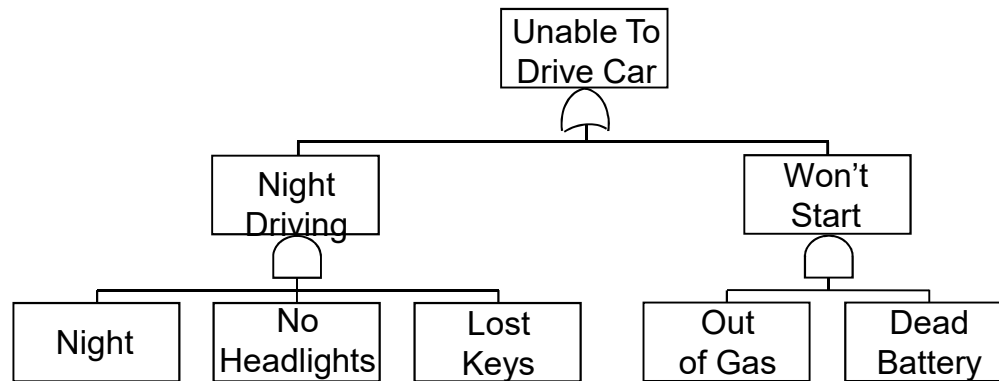 Unable To
Drive Car
Night
Driving
Won't
Start
Night
No
Headlights
Lost
Keys
Out
of Gas
Dead
Battery